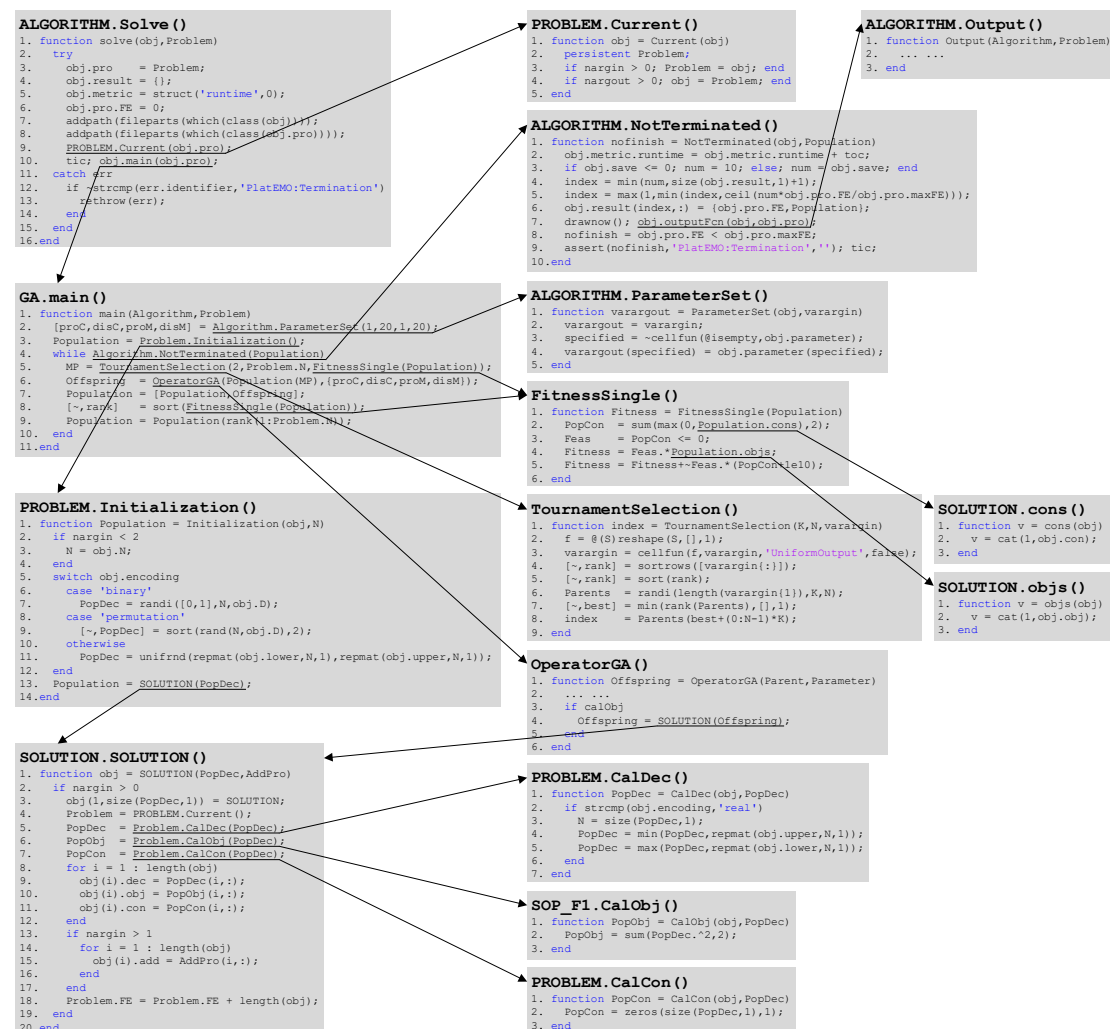 ALGORITHM.Solve()
1. function solve(obj,Problem)
2. try
3. obj.pro = Problem;
4. obj.result = {};
5. obj.metric = struct('runtime',0);
6. obj.pro.FE = 0;
7. addpath(fileparts(which(class(obj))));
8. addpath(fileparts(which(class(obj.pro))));
9. PROBLEM.Current(obj.pro);
10. tic; obj.main(obj.pro);
11. catch err
12. if ~strcmp(err.identifier,'PlatEMO:Termination')
13. rethrow(err);
14. end
15. end
16.end
GA.main()
1. function main(Algorithm,Problem)
2. [proC,disC,proM,disM] = Algorithm.ParameterSet(1,20,1,20);
3. Population = Problem.Initialization();
4. while Algorithm.NotTerminated(Population)
5. MP = TournamentSelection(2,Problem.N,FitnessSingle(Population));
6. Offspring = OperatorGA(Population(MP),{proC,disC,proM,disM});
7. Population = [Population,Offspring];
8. [~,rank] = sort(FitnessSingle(Population));
9. Population = Population(rank(1:Problem.N));
10. end
11.end
PROBLEM.Initialization()
1. function Population = Initialization(obj,N)
2. if nargin < 2
3. N = obj.N;
4. end
5. switch obj.encoding
6. case 'binary'
7. PopDec = randi([0,1],N,obj.D);
8. case 'permutation'
9. [~,PopDec] = sort(rand(N,obj.D),2);
10. otherwise
11. PopDec = unifrnd(repmat(obj.lower,N,1),repmat(obj.upper,N,1));
12. end
13. Population = SOLUTION(PopDec);
14.end
SOLUTION.SOLUTION()
1. function obj = SOLUTION(PopDec,AddPro)
2. if nargin > 0
3. obj(1,size(PopDec,1)) = SOLUTION;
4. Problem = PROBLEM.Current();
5. PopDec = Problem.CalDec(PopDec);
6. PopObj = Problem.CalObj(PopDec);
7. PopCon = Problem.CalCon(PopDec);
8. for i = 1 : length(obj)
9. obj(i).dec = PopDec(i,:);
10. obj(i).obj = PopObj(i,:);
11. obj(i).con = PopCon(i,:);
12. end
13. if nargin > 1
14. for i = 1 : length(obj)
15. obj(i).add = AddPro(i,:);
16. end
17. end
18. Problem.FE = Problem.FE + length(obj);
19. end
20 end
PROBLEM.Current()
1. function obj = Current(obj)
2. persistent Problem;
3. if nargin > 0; Problem = obj; end
4. if nargout > 0; obj = Problem; end
5. end
ALGORITHM.Output()
1. function Output(Algorithm,Problem)
2. ... ...
3. end
ALGORITHM.NotTerminated()
1. function nofinish = NotTerminated(obj,Population)
2. obj.metric.runtime = obj.metric.runtime + toc;
3. if obj.save <= 0; num = 10; else; num = obj.save; end
4. index = min(num,size(obj.result,1)+1);
5. index = max(1,min(index,ceil(num*obj.pro.FE/obj.pro.maxFE)));
6. obj.result(index,:) = {obj.pro.FE,Population};
7. drawnow(); obj.outputFcn(obj,obj.pro);
8. nofinish = obj.pro.FE < obj.pro.maxFE;
9. assert(nofinish,'PlatEMO:Termination',''); tic;
10.end
ALGORITHM.ParameterSet()
1. function varargout = ParameterSet(obj,varargin)
2. varargout = varargin;
3. specified = ~cellfun(@isempty,obj.parameter);
4. varargout(specified) = obj.parameter(specified);
5. end
FitnessSingle()
1. function Fitness = FitnessSingle(Population)
2. PopCon = sum(max(0,Population.cons),2);
3. Feas = PopCon <= 0;
4. Fitness = Feas.*Population.objs;
5. Fitness = Fitness+~Feas.*(PopCon+1e10);
6. end
TournamentSelection()
1. function index = TournamentSelection(K,N,varargin)
2. f = @(S)reshape(S,[],1);
3. varargin = cellfun(f,varargin,'UniformOutput',false);
4. [~,rank] = sortrows([varargin{:}]);
5. [~,rank] = sort(rank);
6. Parents = randi(length(varargin{1}),K,N);
7. [~,best] = min(rank(Parents),[],1);
8. index = Parents(best+(0:N-1)*K);
9. end
SOLUTION.cons()
1. function v = cons(obj)
2. v = cat(1,obj.con);
3. end
SOLUTION.objs()
1. function v = objs(obj)
2. v = cat(1,obj.obj);
3. end
OperatorGA()
1. function Offspring = OperatorGA(Parent,Parameter)
2. ... ...
3. if calObj
4. Offspring = SOLUTION(Offspring);
5. end
6. end
PROBLEM.CalDec()
1. function PopDec = CalDec(obj,PopDec)
2. if strcmp(obj.encoding,'real')
3. N = size(PopDec,1);
4. PopDec = min(PopDec,repmat(obj.upper,N,1));
5. PopDec = max(PopDec,repmat(obj.lower,N,1));
6. end
7. end
SOP_F1.CalObj()
1. function PopObj = CalObj(obj,PopDec)
2. PopObj = sum(PopDec.^2,2);
3. end
PROBLEM.CalCon()
1. function PopCon = CalCon(obj,PopDec)
2. PopCon = zeros(size(PopDec,1),1);
3. end